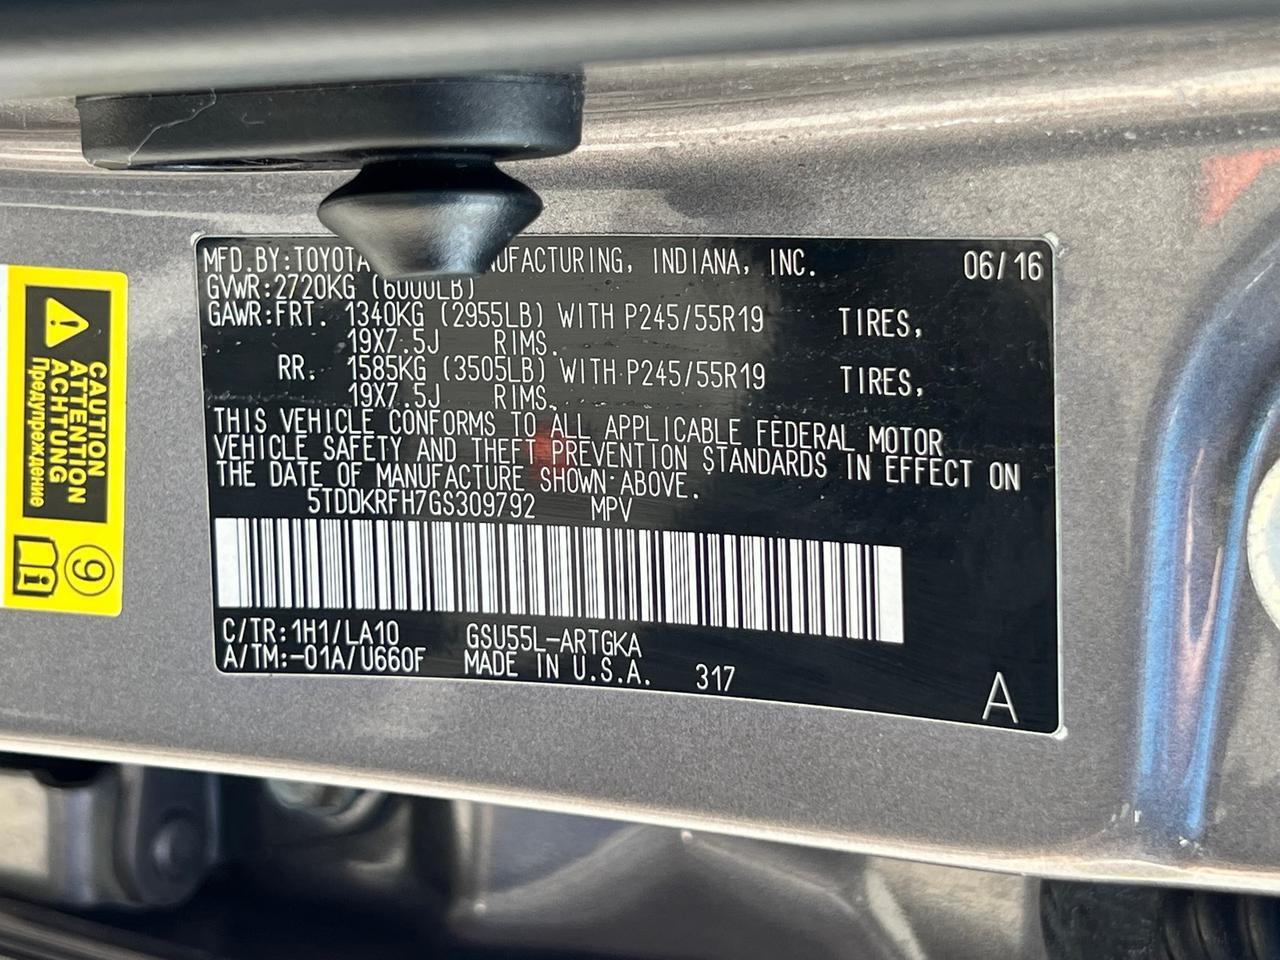 MFD.BY:TOYOTA UFACTURING, INDIANA, INC. 06/16
GVWR:2720KG (6000LB)
GAWR:FRT. 1340KG (2955LB) WITH P245/55R19 TIRES,
19X7.5J RIMS.
RR. 1585KG (3505LB) WITH P245/55R19 TIRES,
19X7.5J RIMS.
THIS VEHICLE CONFORMS TO ALL APPLICABLE FEDERAL MOTOR
VEHICLE SAFETY AND THEFT PREVENTION STANDARDS IN EFFECT ON
THE DATE OF MANUFACTURE SHOWN ABOVE.
5TDDKRFH7GS309792 MPV
C/TR:1H1/LA10 GSU55L-ARTGKA
A/TM:-01A/U660F MADE IN U.S.A. 317
A
CAUTION
ATTENTION
ACHTUNG
Предупреждение
9